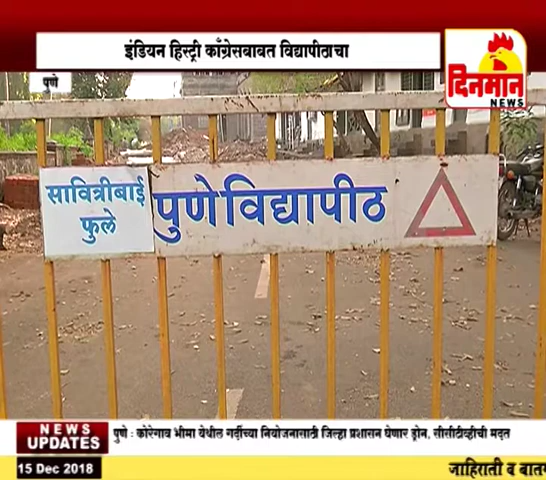 इंडियन हिस्ट्री काँग्रेसबाबत विद्यापीठाचा
पुणे
दिनमान
NEWS
सावित्रीबाई
फुले
पुणे विद्यापीठ
NEWS
UPDATES
पुणे : कोरेगाव भीमा येथील गर्दीच्या नियोजनासाठी जिल्हा प्रशासन घेणार ड्रोन, सीसीटीव्हीची मदत
15 Dec 2018
जाहिराती व बात